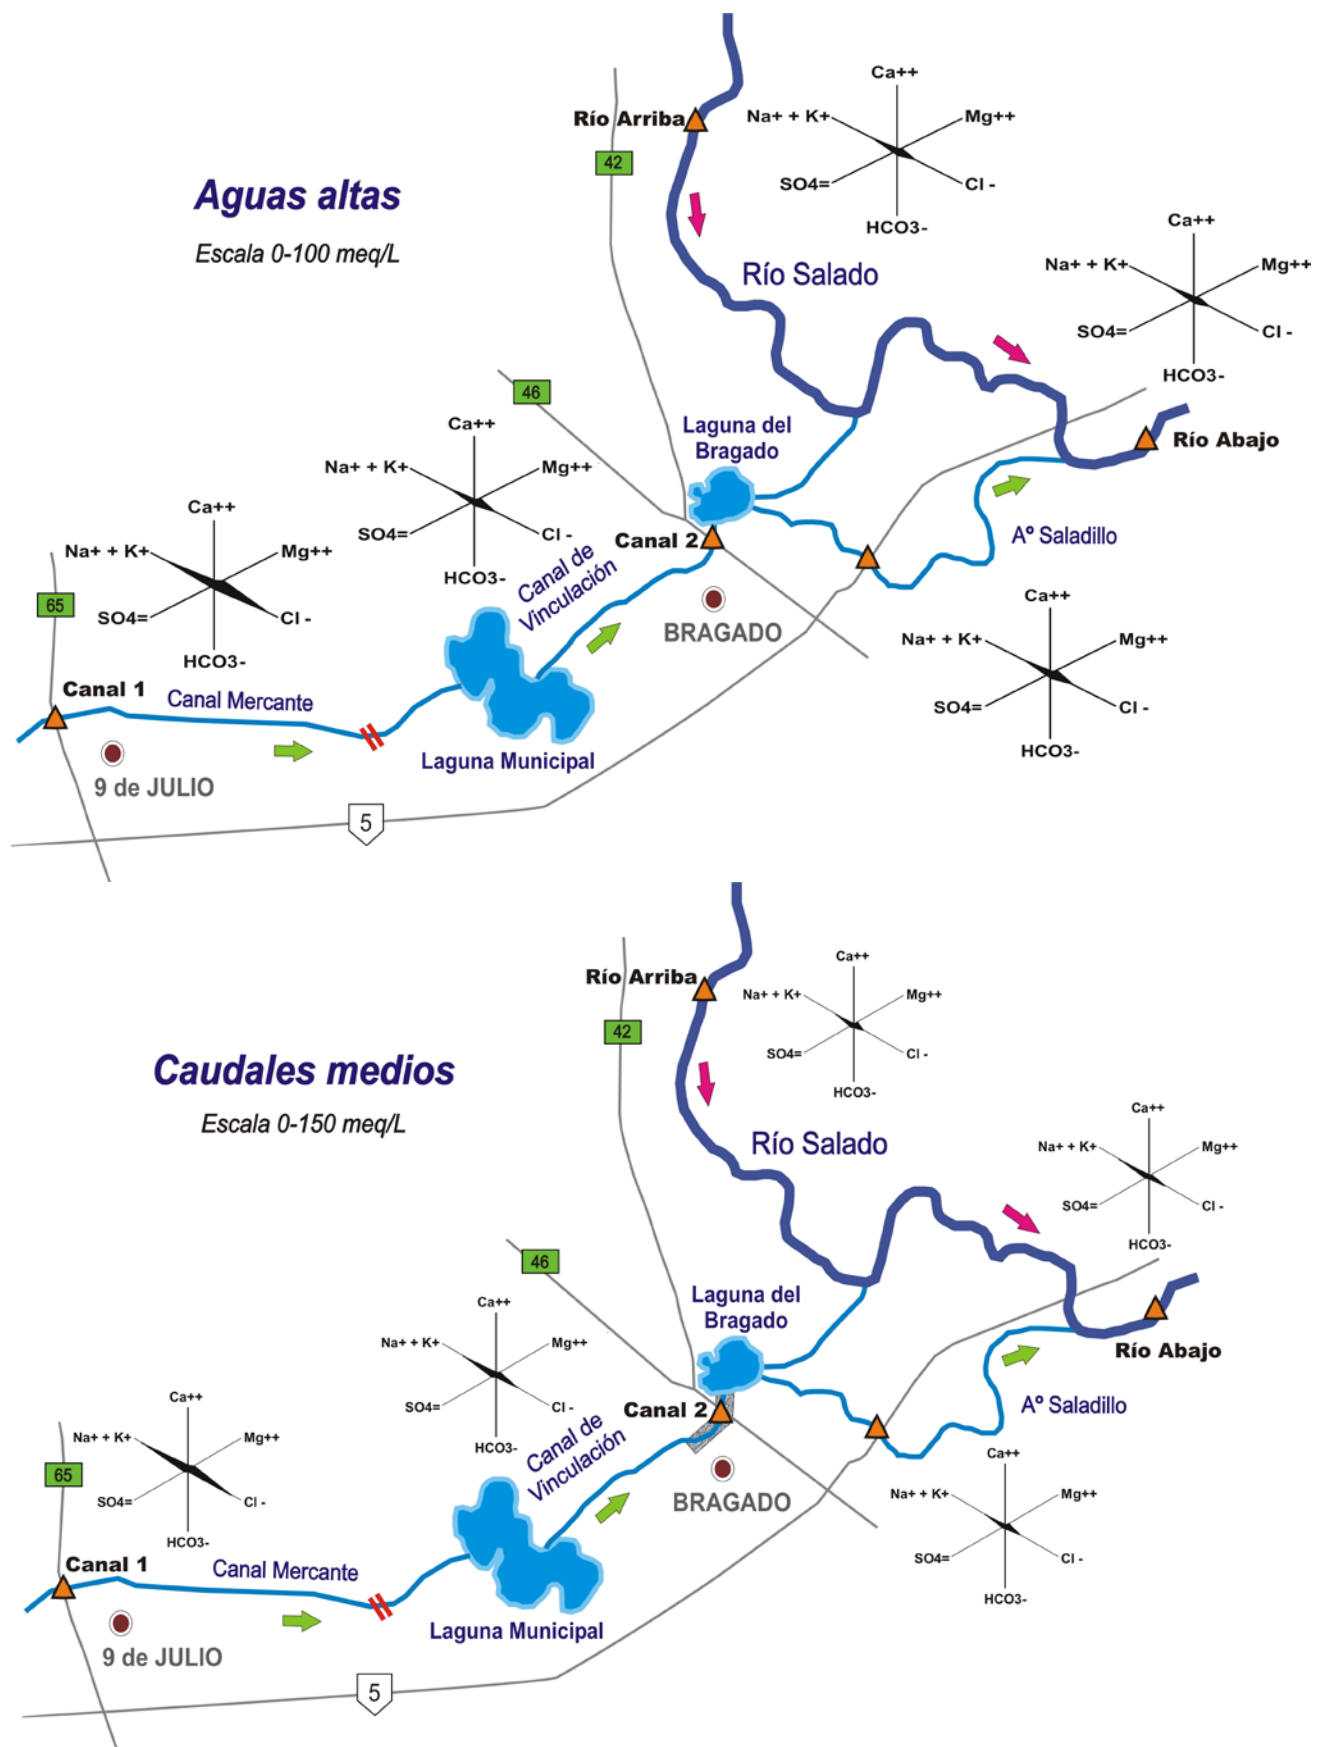 Ca++
Río Arriba
Na+ + K+
Mg++
42
SO4=
Cl -
Aguas altas
HCO3-
Ca++
Escala 0-100 meq/L
Na+ + K+
Mg++
Río Salado
SO4=
Cl -
HCO3-
46
Ca++
Laguna del
Bragado
Río Abajo
Na+ + K+
Mg++
Ca++
SO4=
Cl -
Canal 2
Aº Saladillo
Na+ + K+
Mg++
HCO3-
Canal de
Vinculación
65
SO4=
Cl -
Ca++
BRAGADO
Na+ + K+
Mg++
HCO3-
Canal 1
Canal Mercante
SO4=
Cl -
HCO3-
Laguna Municipal
9 de JULIO
5
Ca++
Río Arriba
Na+ + K+
Mg++
42
SO4=
Cl -
Caudales medios
HCO3-
Ca++
Escala 0-150 meq/L
Río Salado
Na+ + K+
Mg++
SO4=
Cl -
HCO3-
46
Ca++
Laguna del
Bragado
Na+ + K+
Mg++
Río Abajo
Ca++
SO4=
Cl -
Canal 2
Aº Saladillo
Na+ + K+
Mg++
HCO3-
Canal de
Vinculación
Ca++
65
SO4=
Cl -
BRAGADO
Na+ + K+
Mg++
HCO3-
SO4=
Cl -
Canal 1
Canal Mercante
HCO3-
Laguna Municipal
9 de JULIO
5